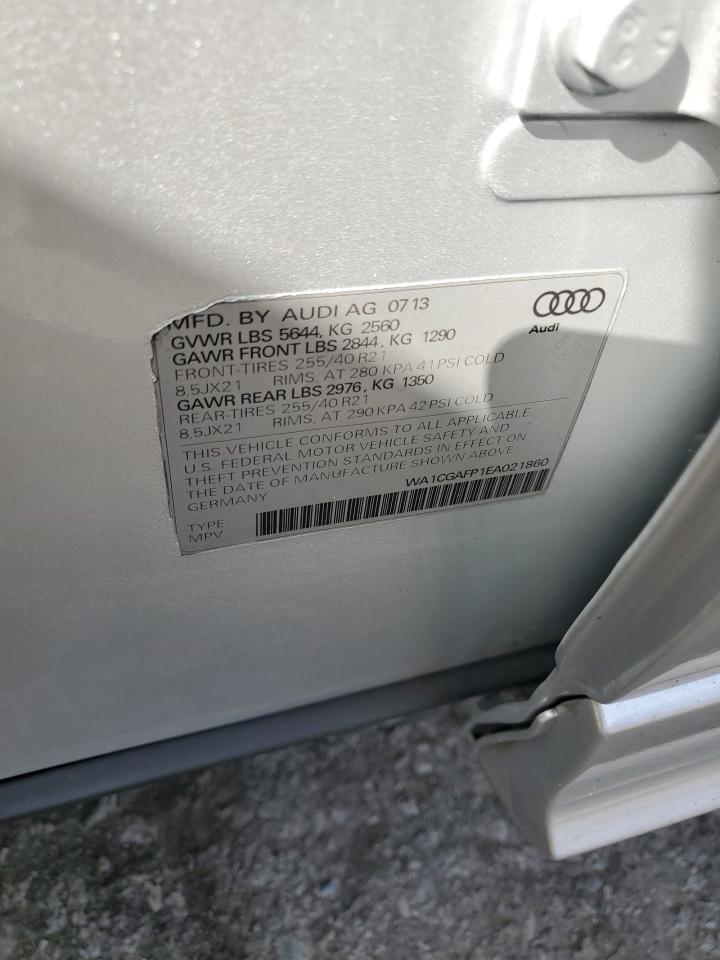 MFD. BY AUDI AG 0713
GVWR LBS 5644, KG 2560
GAWR FRONT LBS 2844, KG 1290
FRONT-TIRES 255/40 R21
8.5JX21 RIMS, AT 280 KPA 41 PSI COLD
GAWR REAR LBS 2976, KG 1350
REAR-TIRES 255/40 R21
8.5JX21 RIMS, AT 290 KPA 42 PSI COLD
Audi
THIS VEHICLE CONFORMS TO ALL APPLICABLE
U.S. FEDERAL MOTOR VEHICLE SAFETY AND
THEFT PREVENTION STANDARDS IN EFFECT ON
THE DATE OF MANUFACTURE SHOWN ABOVE
GERMANY
WA1CGAFP1EA021860
TYPE
MPV